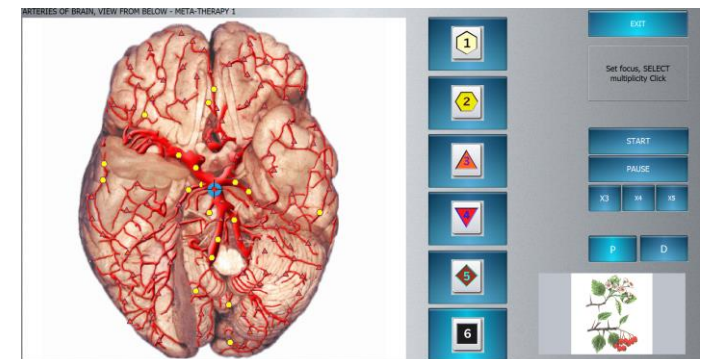 ARTERIES OF BRAIN, VIEW FROM BELOW - META-THERAPY 1
1
2
3
4
5
6
EXIT
Set focus, SELECT
multiplicity Click
START
PAUSE
X3 X4 X5
P D